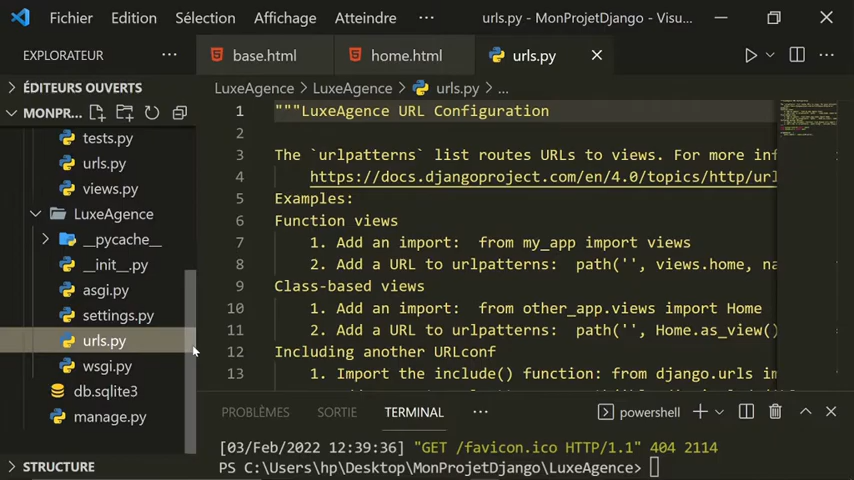 Fichier Edition Sélection Affichage Atteindre ··· urls.py - MonProjetDjango - Visu...
EXPLORATEUR ···
base.html home.html urls.py
ÉDITEURS OUVERTS
MONPR...
tests.py
urls.py
views.py
LuxeAgence
__pycache__
__init__.py
asgi.py
settings.py
urls.py
wsgi.py
db.sqlite3
manage.py
STRUCTURE
LuxeAgence > LuxeAgence > urls.py > ...
1 """LuxeAgence URL Configuration
2
3 The `urlpatterns` list routes URLs to views. For more inf
4 https://docs.djangoproject.com/en/4.0/topics/http/url
5 Examples:
6 Function views
7 1. Add an import: from my_app import views
8 2. Add a URL to urlpatterns: path('', views.home, na
9 Class-based views
10 1. Add an import: from other_app.views import Home
11 2. Add a URL to urlpatterns: path('', Home.as_view()
12 Including another URLconf
13 1. Import the include() function: from django.urls im
PROBLÈMES SORTIE TERMINAL ··· powershell
[03/Feb/2022 12:39:36] "GET /favicon.ico HTTP/1.1" 404 2114
PS C:\Users\hp\Desktop\MonProjetDjango\LuxeAgence>